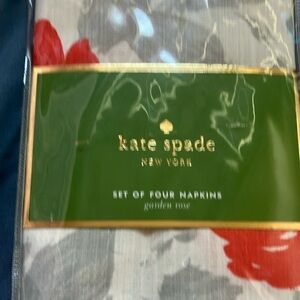 kate spade
NEW YORK
SET OF FOUR NAPKINS
garden rose